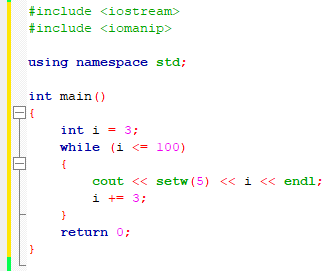 #include <iostream>
#include <iomanip>
using namespace std;
int main()
{
int i = 3;
while (i <= 100)
{
cout << setw(5) << i << endl;
i += 3;
}
return 0;
}